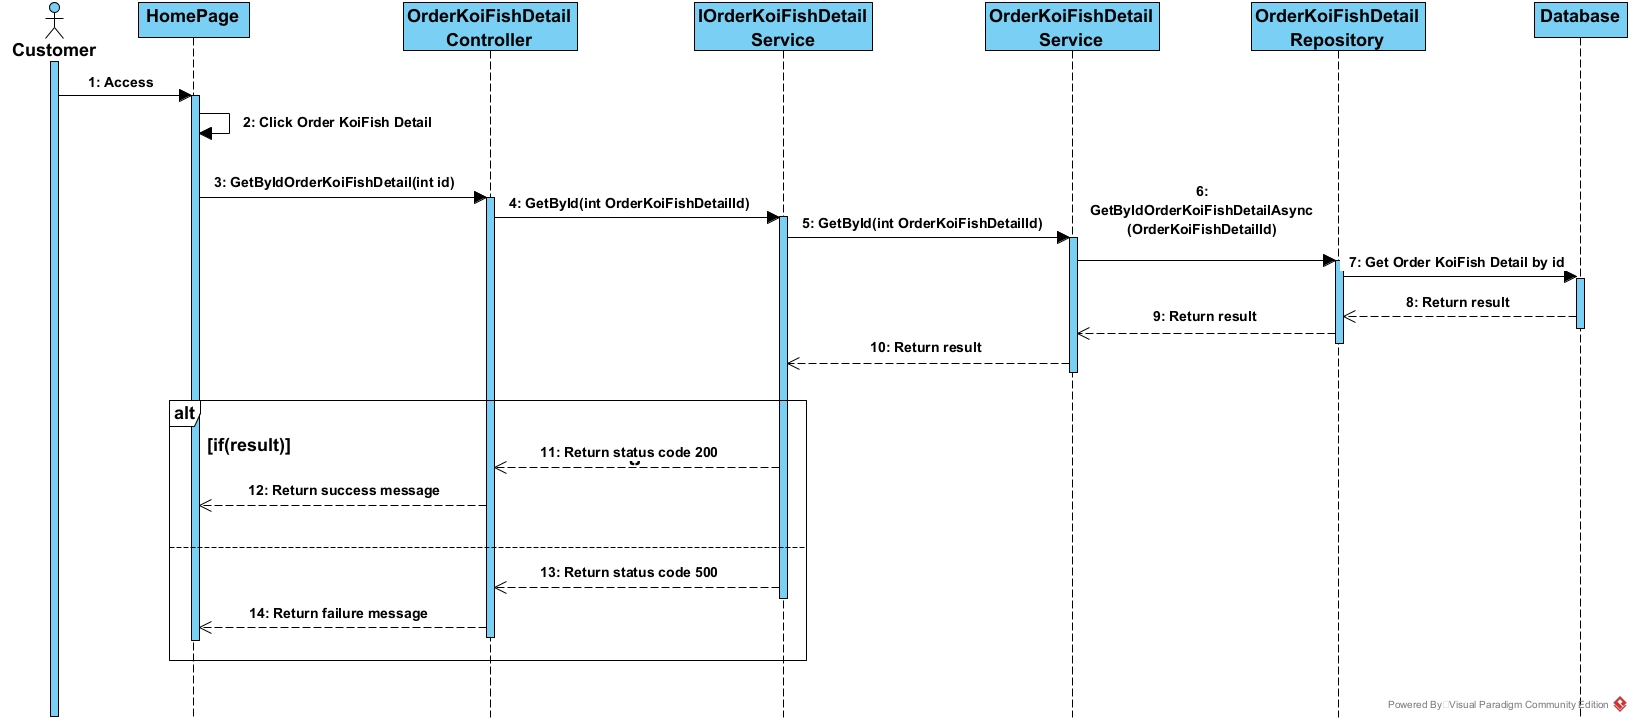 Customer
HomePage
OrderKoiFishDetail
Controller
IOrderKoiFishDetail
Service
OrderKoiFishDetail
Service
OrderKoiFishDetail
Repository
Database
1: Access
2: Click Order KoiFish Detail
3: GetByIdOrderKoiFishDetail(int id)
4: GetById(int OrderKoiFishDetailId)
5: GetById(int OrderKoiFishDetailId)
6:
GetByIdOrderKoiFishDetailAsync
(OrderKoiFishDetailId)
7: Get Order KoiFish Detail by id
8: Return result
9: Return result
10: Return result
alt
[if(result)]
11: Return status code 200
12: Return success message
13: Return status code 500
14: Return failure message
Powered By Visual Paradigm Community Edition